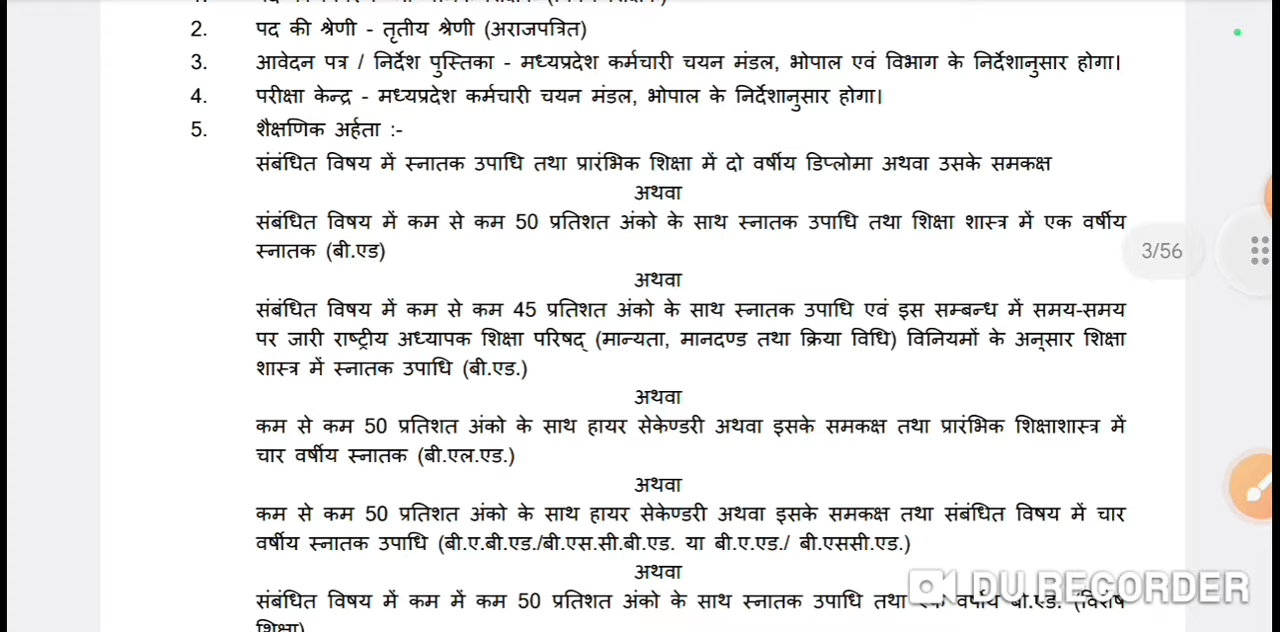 2. पद की श्रेणी - तृतीय श्रेणी (अराजपत्रित)
3. आवेदन पत्र / निर्देश पुस्तिका - मध्यप्रदेश कर्मचारी चयन मंडल, भोपाल एवं विभाग के निर्देशानुसार होगा।
4. परीक्षा केन्द्र - मध्यप्रदेश कर्मचारी चयन मंडल, भोपाल के निर्देशानुसार होगा।
5. शैक्षणिक अर्हता :-
संबंधित विषय में स्नातक उपाधि तथा प्रारंभिक शिक्षा में दो वर्षीय डिप्लोमा अथवा उसके समकक्ष
अथवा
संबंधित विषय में कम से कम 50 प्रतिशत अंको के साथ स्नातक उपाधि तथा शिक्षा शास्त्र में एक वर्षीय
स्नातक (बी.एड)
3/56
अथवा
संबंधित विषय में कम से कम 45 प्रतिशत अंको के साथ स्नातक उपाधि एवं इस सम्बन्ध में समय-समय
पर जारी राष्ट्रीय अध्यापक शिक्षा परिषद् (मान्यता, मानदण्ड तथा क्रिया विधि) विनियमों के अनुसार शिक्षा
शास्त्र में स्नातक उपाधि (बी.एड.)
अथवा
कम से कम 50 प्रतिशत अंको के साथ हायर सेकेण्डरी अथवा इसके समकक्ष तथा प्रारंभिक शिक्षाशास्त्र में
चार वर्षीय स्नातक (बी.एल.एड.)
अथवा
कम से कम 50 प्रतिशत अंको के साथ हायर सेकेण्डरी अथवा इसके समकक्ष तथा संबंधित विषय में चार
वर्षीय स्नातक उपाधि (बी.ए.बी.एड./बी.एस.सी.बी.एड. या बी.ए.एड./ बी.एससी.एड.)
अथवा
DU RECORDER
संबंधित विषय में कम में कम 50 प्रतिशत अंको के साथ स्नातक उपाधि तथा एक वर्षीय बी.एड. (विशेष
शिक्षा)